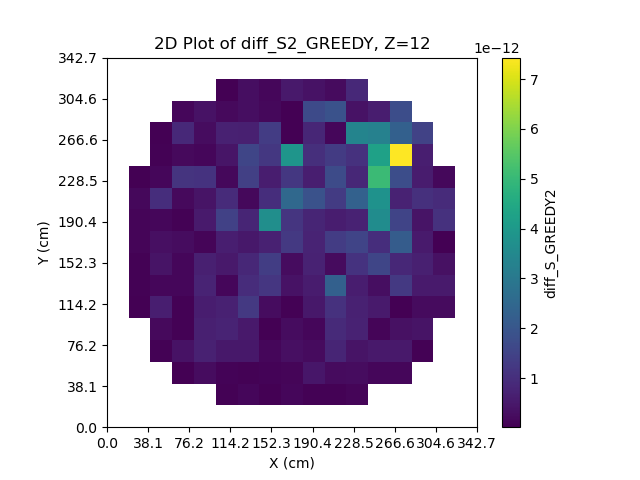 2D Plot of diff_S2_GREEDY, Z=12
1e−12
342.7
304.6
266.6
228.5
190.4
152.3
114.2
76.2
38.1
0.0
Y (cm)
0.0 38.1 76.2 114.2 152.3 190.4 228.5 266.6 304.6 342.7
X (cm)
7
6
5
4
3
2
1
diff_S_GREEDY2